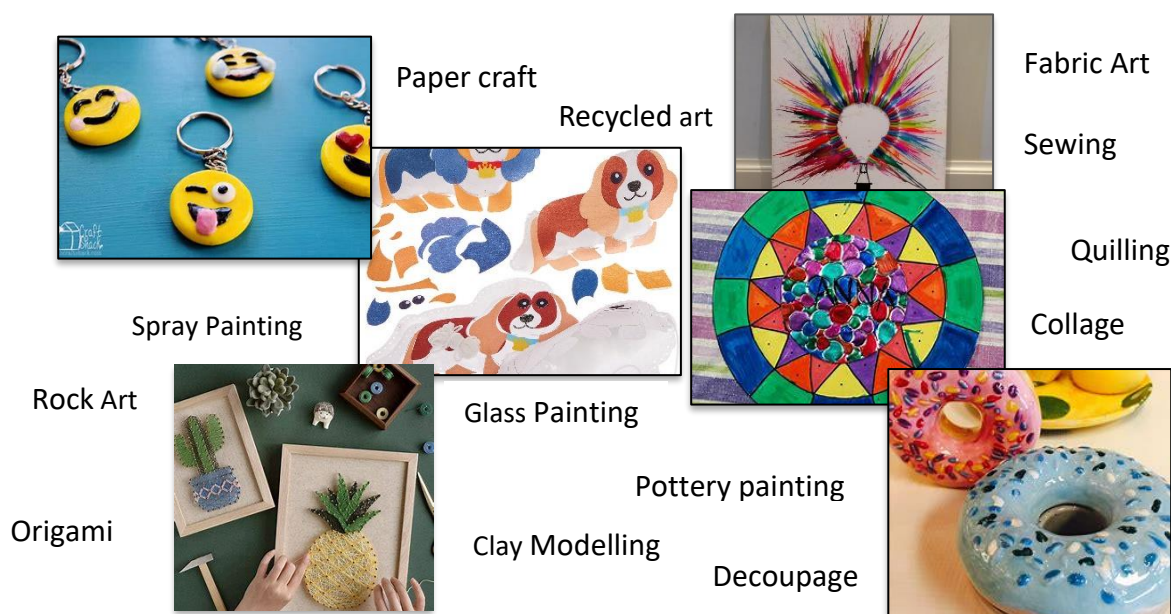 Paper craft
Fabric Art
Recycled art
Sewing
Quilling
Spray Painting
Collage
Rock Art
Glass Painting
Pottery painting
Origami
Clay Modelling
Decoupage